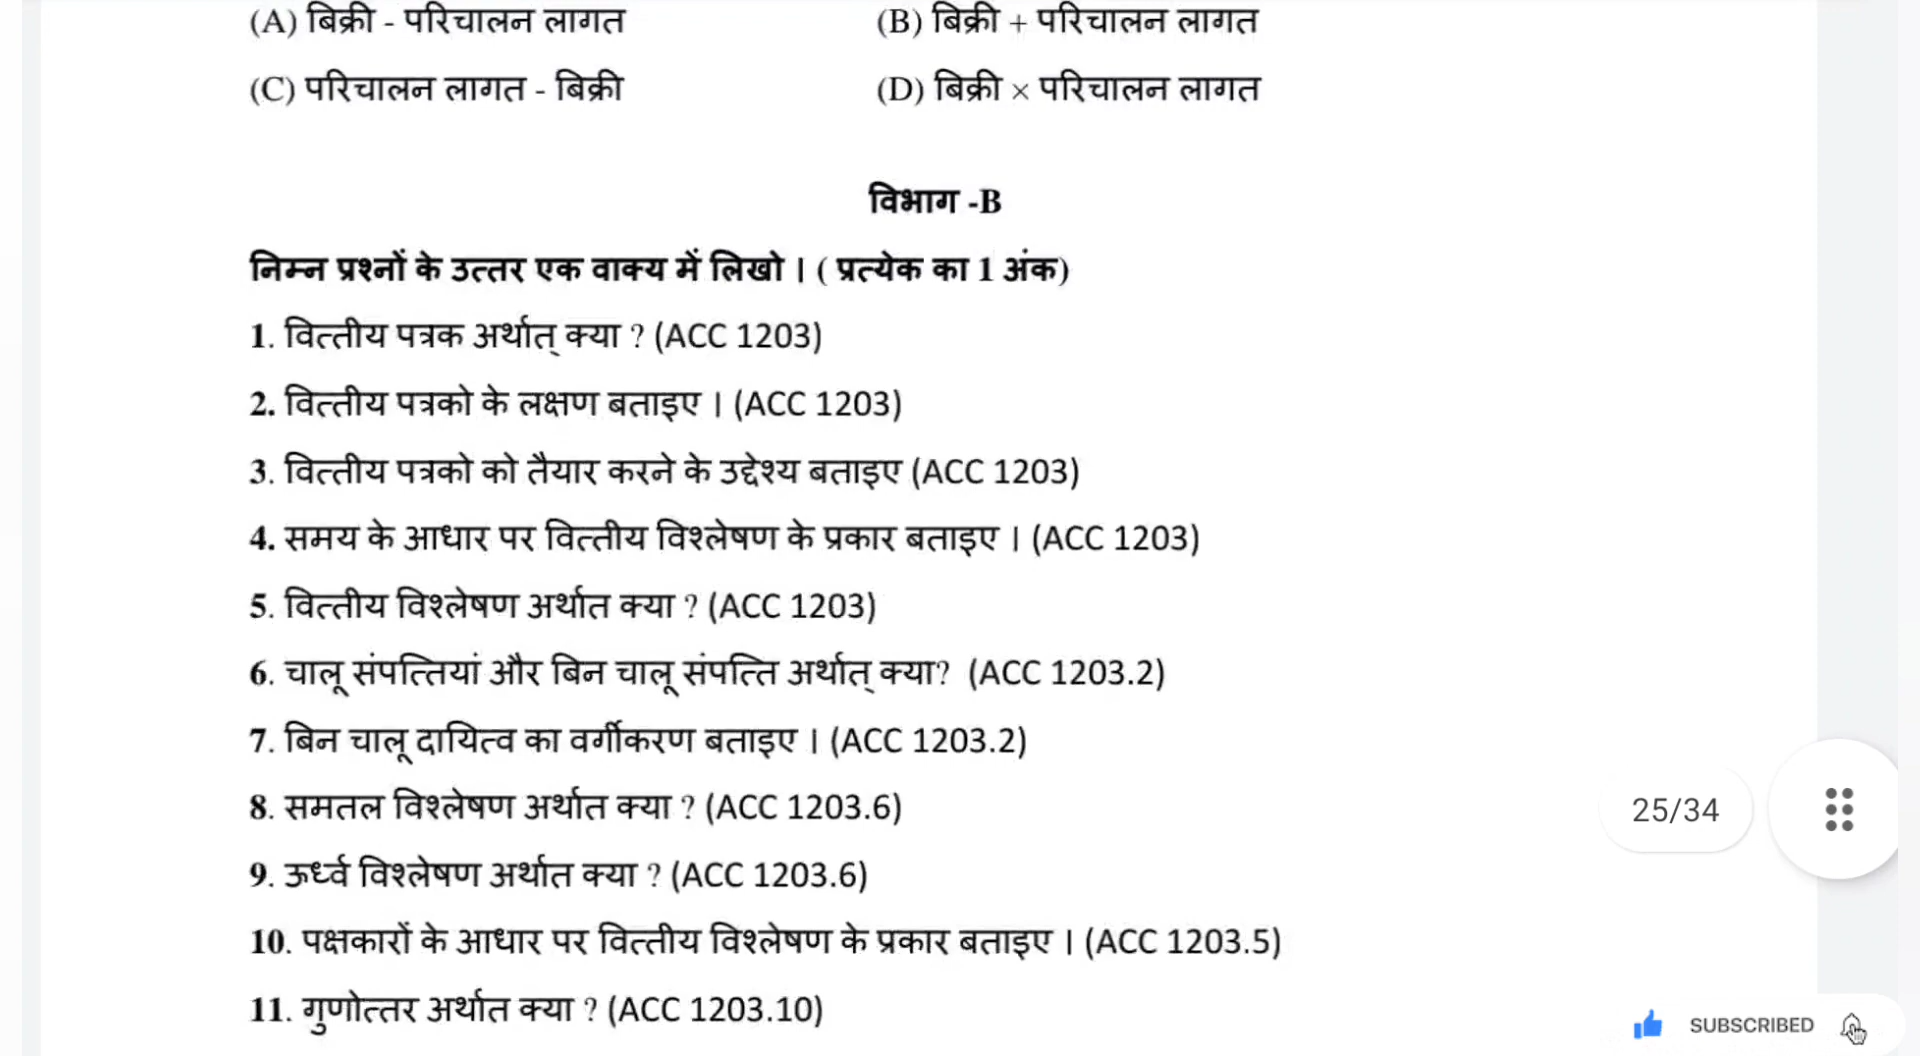 (A) बिक्री - परिचालन लागत (B) बिक्री + परिचालन लागत
(C) परिचालन लागत - बिक्री (D) बिक्री × परिचालन लागत
विभाग -B
निम्न प्रश्नों के उत्तर एक वाक्य में लिखो । ( प्रत्येक का 1 अंक)
1. वित्तीय पत्रक अर्थात् क्या ? (ACC 1203)
2. वित्तीय पत्रको के लक्षण बताइए । (ACC 1203)
3. वित्तीय पत्रको को तैयार करने के उद्देश्य बताइए (ACC 1203)
4. समय के आधार पर वित्तीय विश्लेषण के प्रकार बताइए । (ACC 1203)
5. वित्तीय विश्लेषण अर्थात क्या ? (ACC 1203)
6. चालू संपत्तियां और बिन चालू संपत्ति अर्थात् क्या? (ACC 1203.2)
7. बिन चालू दायित्व का वर्गीकरण बताइए । (ACC 1203.2)
8. समतल विश्लेषण अर्थात क्या ? (ACC 1203.6)
25/34
9. ऊर्ध्व विश्लेषण अर्थात क्या ? (ACC 1203.6)
10. पक्षकारों के आधार पर वित्तीय विश्लेषण के प्रकार बताइए । (ACC 1203.5)
11. गुणोत्तर अर्थात क्या ? (ACC 1203.10)
SUBSCRIBED